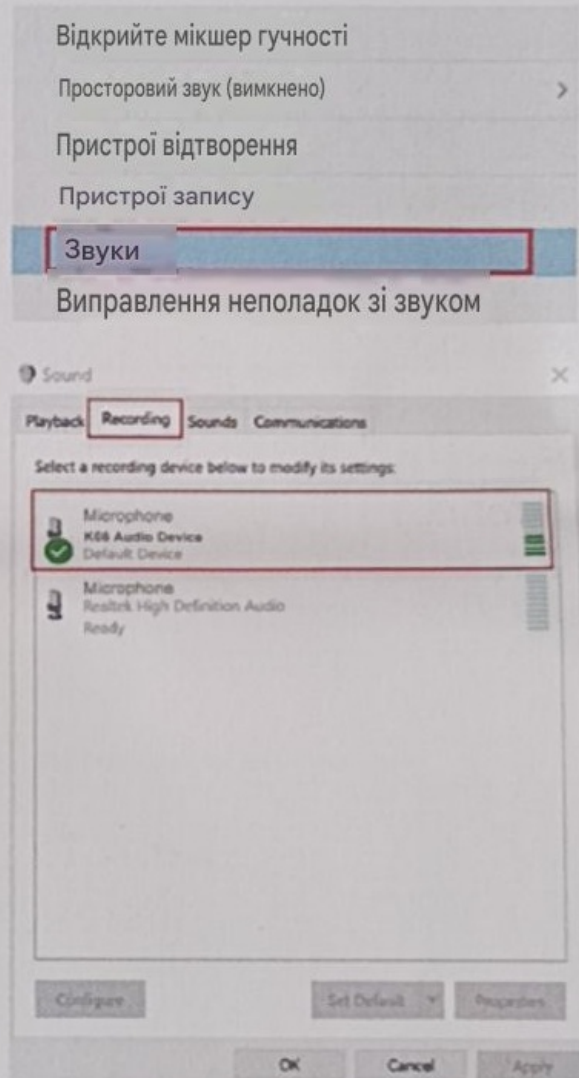 Відкрийте мікшер гучності
Просторовий звук (вимкнено)
Пристрої відтворення
Пристрої запису
Звуки
Виправлення неполадок зі звуком
Sound
Playback Recording Sounds Communications
Select a recording device below to modify its settings:
Microphone
K66 Audio Device
Default Device
Microphone
Realtek High Definition Audio
Ready
Configure Set Default Properties
OK Cancel Apply